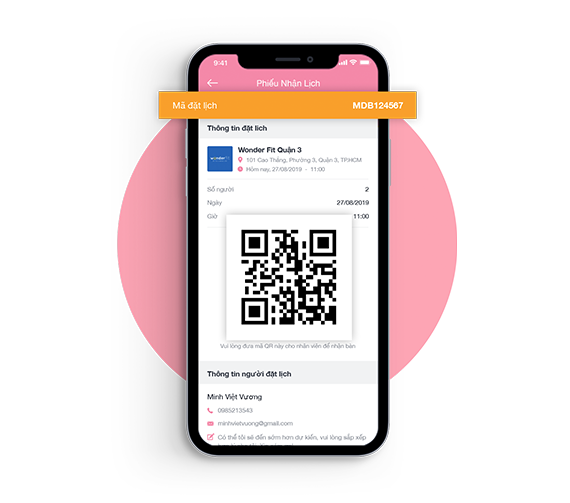 9:41
Phiếu Nhận Lịch
Mã đặt lịch MDB124567
Thông tin đặt lịch
wonderfit
Wonder Fit Quận 3
101 Cao Thắng, Phường 3, Quận 3, TP.HCM
Hôm nay, 27/08/2019 - 11:00
Số người 2
Ngày 27/08/2019
Giờ 11:00
Vui lòng đưa mã QR này cho nhân viên để nhận bàn
Thông tin người đặt lịch
Minh Việt Vương
0985213543
minhvietvuong@gmail.com
Có thể tôi sẽ đến sớm hơn dự kiến, vui lòng sắp xếp